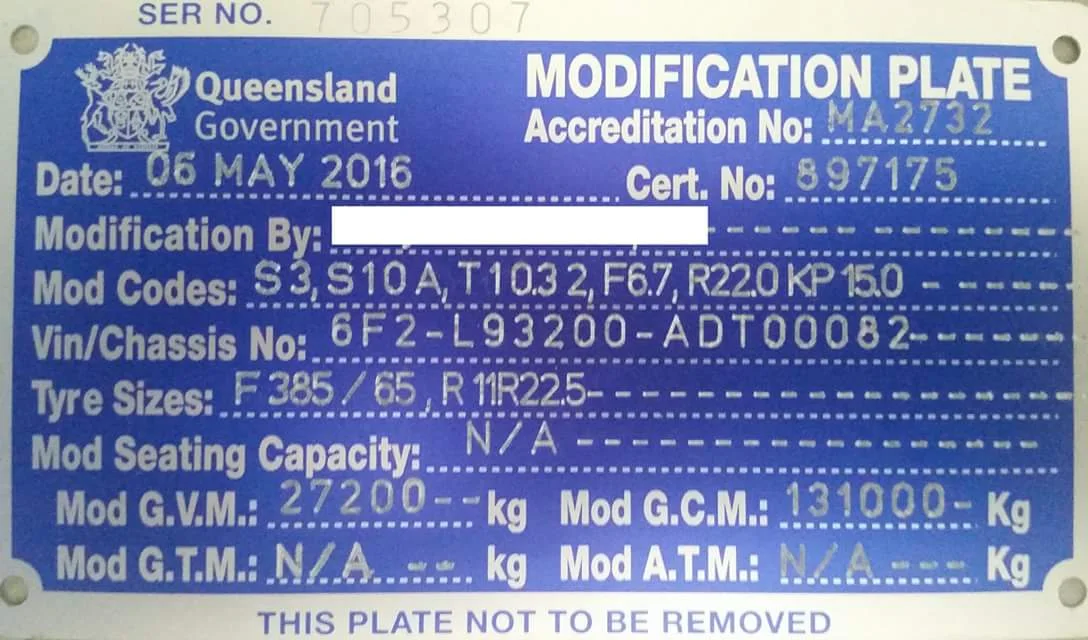 SER NO. 705307
Queensland
Government
MODIFICATION PLATE
Accreditation No: MA2732
Date: 06 MAY 2016 Cert. No: 897175
Modification By:
Mod Codes: S3, S10A, T10.3 2, F6.7, R22.0 KP 15.0
Vin/Chassis No: 6F2-L93200-ADT00082
Tyre Sizes: F 385/65, R 11R22.5
Mod Seating Capacity: N/A
Mod G.V.M.: 27200 kg Mod G.C.M.: 131000 Kg
Mod G.T.M.: N/A kg Mod A.T.M.: N/A Kg
THIS PLATE NOT TO BE REMOVED